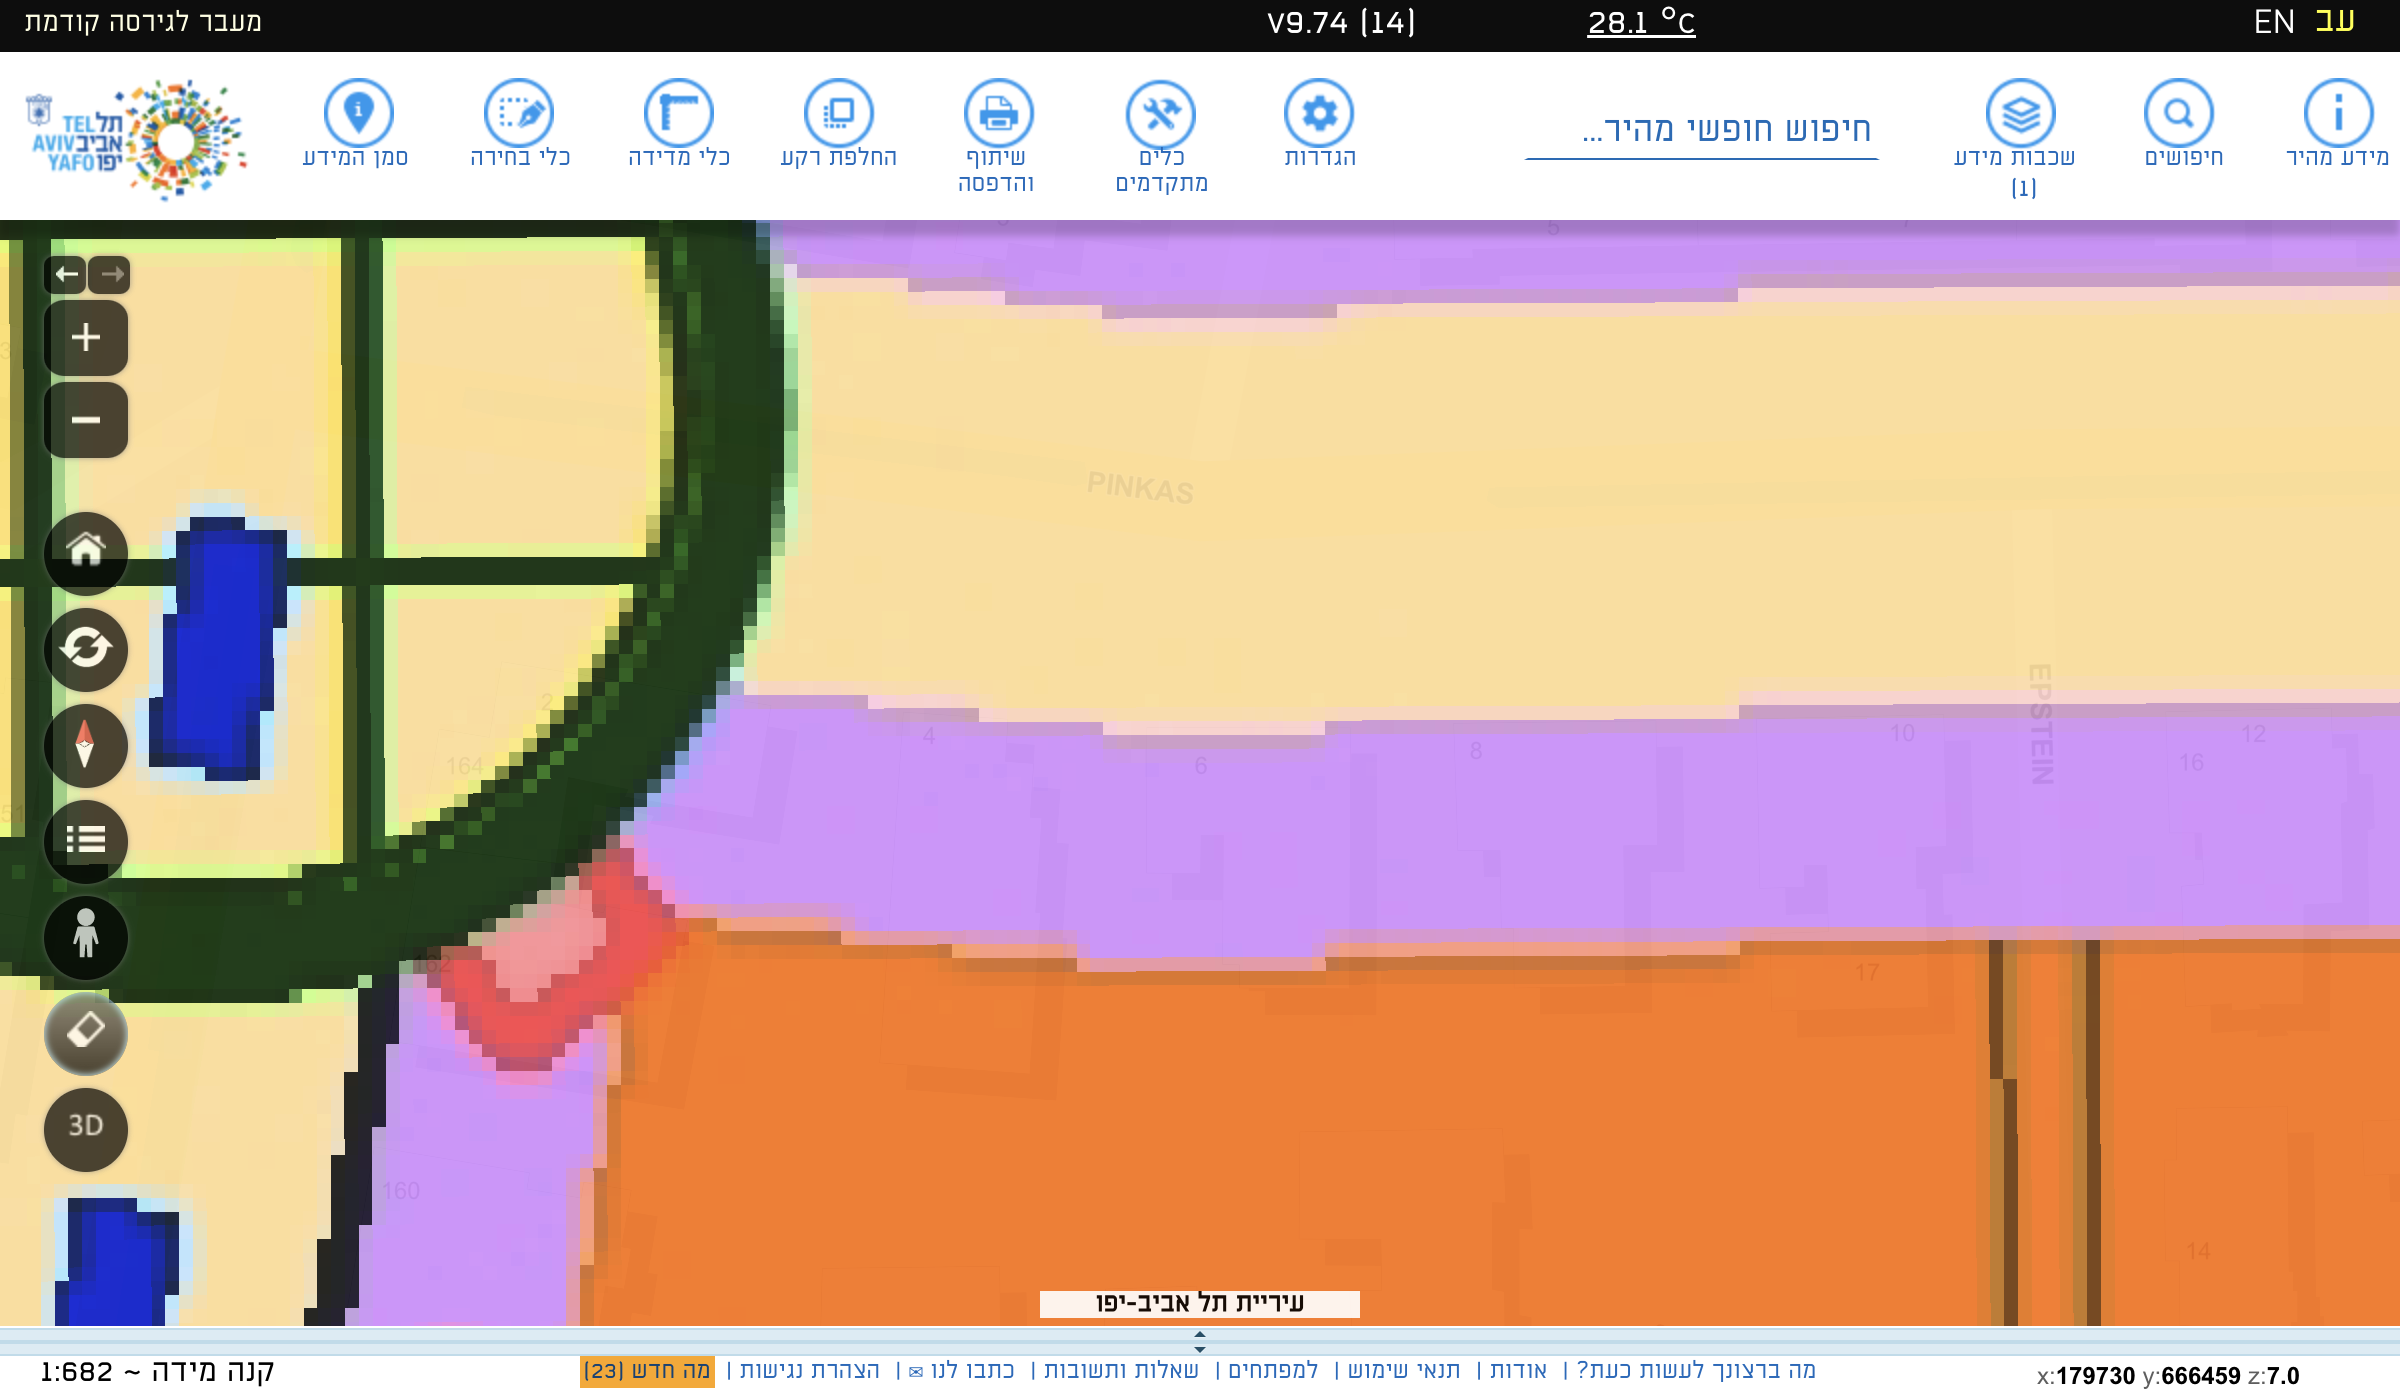 מעבר לגירסה קודמת
V9.74 (14)
28.1 °C
EN עב
תל TEL
אביב AVIV
יפו YAFO
סמן המידע
כלי בחירה
כלי מדידה
החלפת רקע
שיתוף
והדפסה
כלים
מתקדמים
הגדרות
חיפוש חופשי מהיר...
שכבות מידע
(1)
חיפושים
מידע מהיר
PINKAS
EPSTEIN
2
164
4
6
8
10
12
16
162
17
160
14
3D
עיריית תל אביב-יפו
קנה מידה ~ 1:682
מה ברצונך לעשות כעת? | אודות | תנאי שימוש | למפתחים | שאלות ותשובות | כתבו לנו ✉ | הצהרת נגישות | מה חדש (23)
x:179730 y:666459 z:7.0